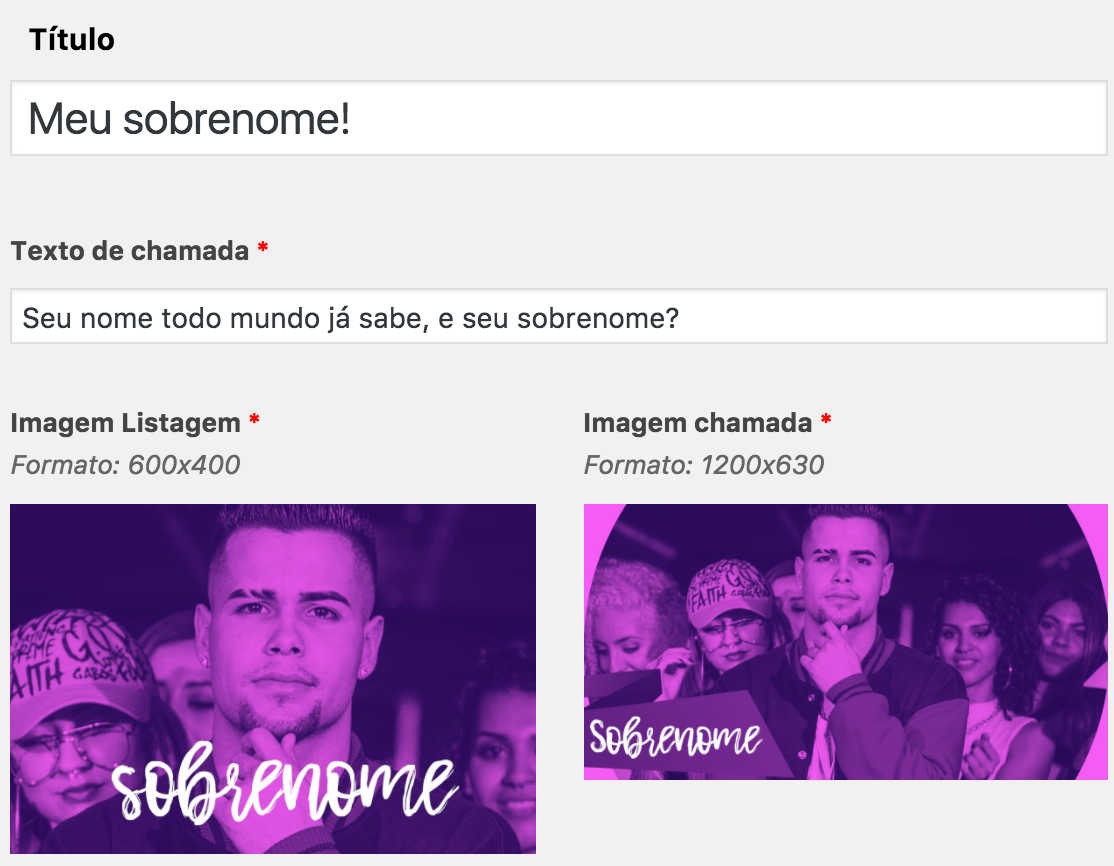 Título
Meu sobrenome!
Texto de chamada *
Seu nome todo mundo já sabe, e seu sobrenome?
Imagem Listagem *
Imagem chamada *
Formato: 600x400
Formato: 1200x630
FAITH
sobrenome
FAITH
Sobrenome